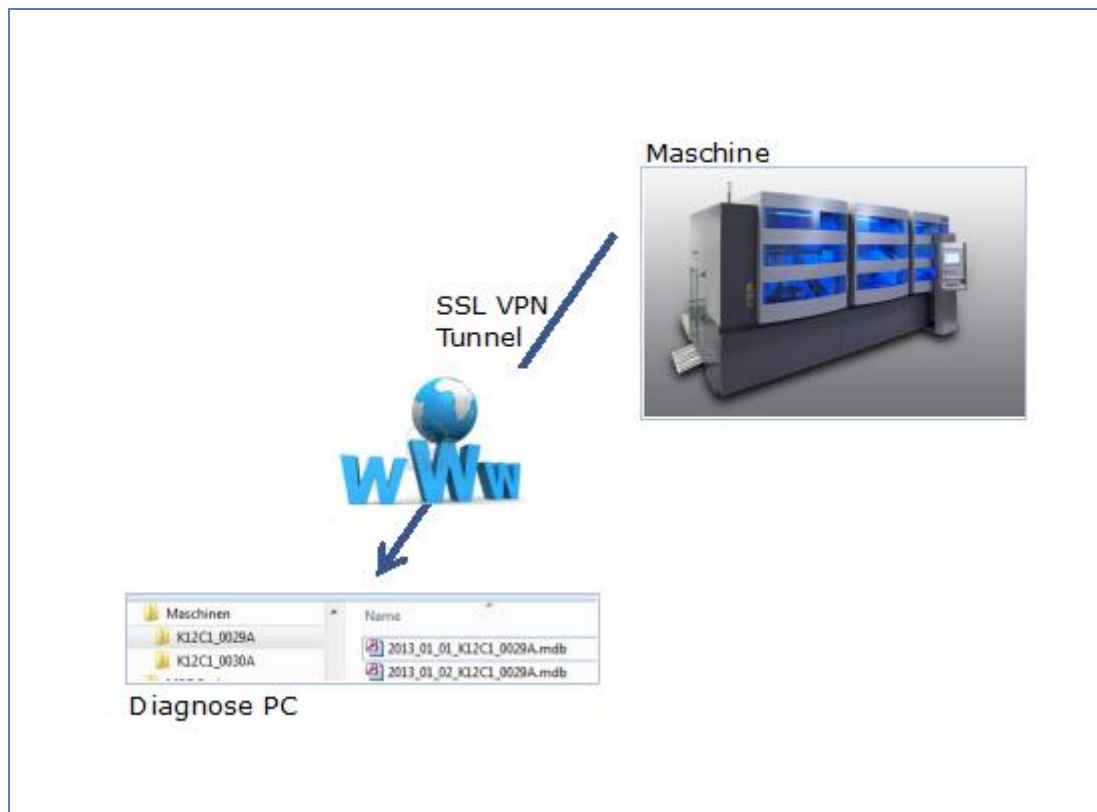 Maschine
SSL VPN
Tunnel
www
Maschinen
Name
K12C1_0029A
2013_01_01_K12C1_0029A.mdb
K12C1_0030A
2013_01_02_K12C1_0029A.mdb
Diagnose PC